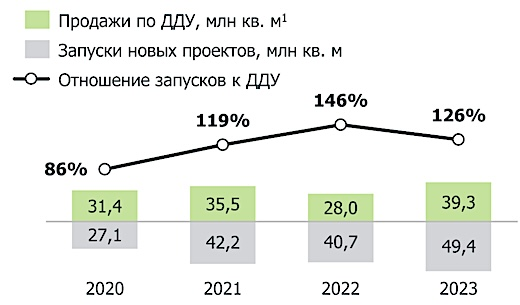 Продажи по ДДУ, млн кв. м¹
Запуски новых проектов, млн кв. м
Отношение запусков к ДДУ
86% 119% 146% 126%
31,4 35,5 28,0 39,3
27,1 42,2 40,7 49,4
2020 2021 2022 2023